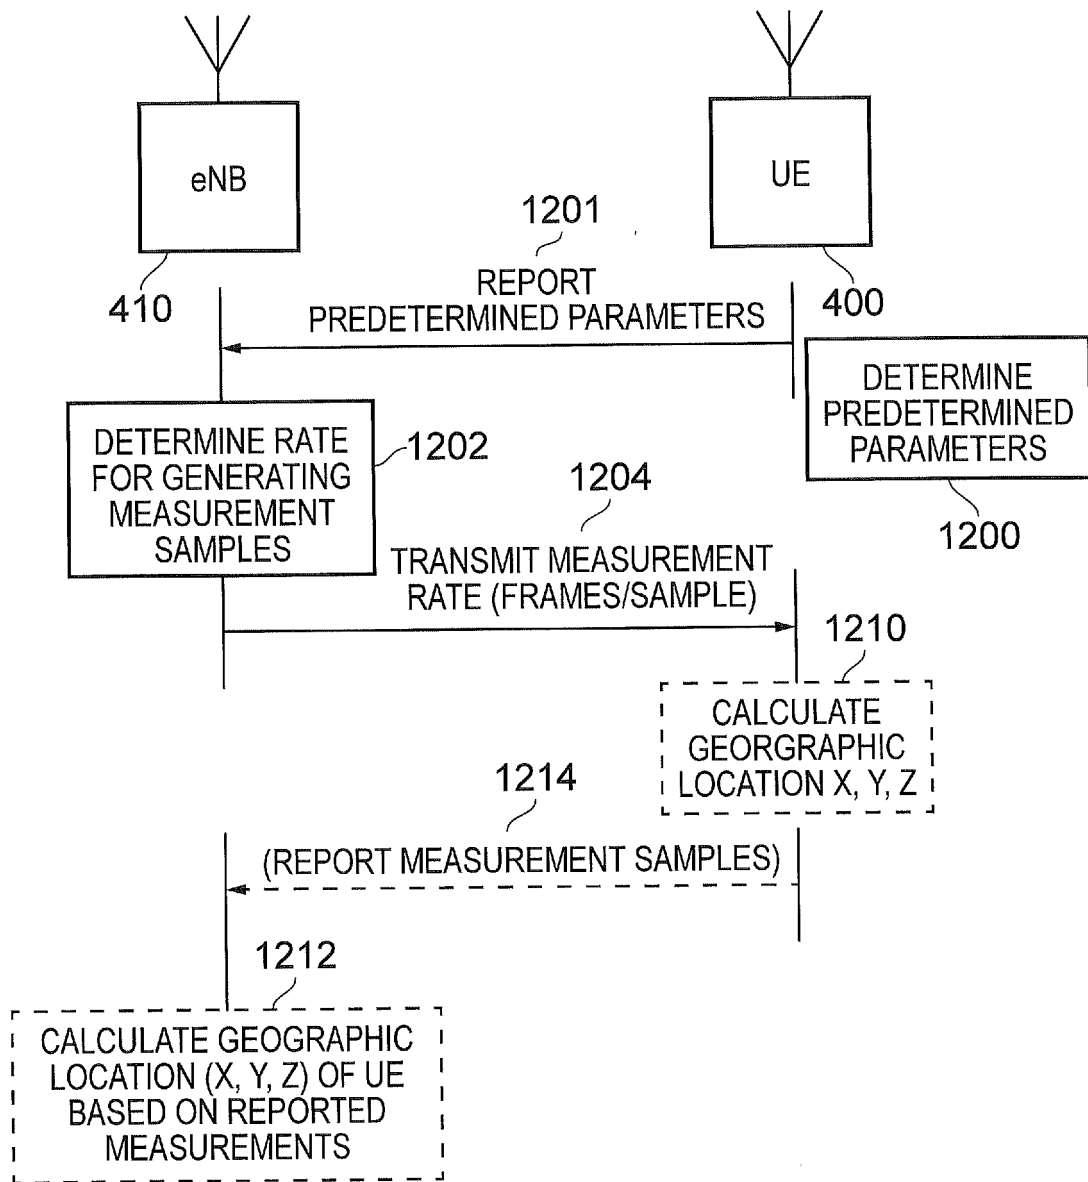 eNB
UE
410
400
1201
REPORT
PREDETERMINED PARAMETERS
DETERMINE
PREDETERMINED
PARAMETERS
1200
DETERMINE RATE
FOR GENERATING
MEASUREMENT
SAMPLES
1202
1204
TRANSMIT MEASUREMENT
RATE (FRAMES/SAMPLE)
1210
CALCULATE
GEORGRAPHIC
LOCATION X, Y, Z
1214
(REPORT MEASUREMENT SAMPLES)
1212
CALCULATE GEOGRAPHIC
LOCATION (X, Y, Z) OF UE
BASED ON REPORTED
MEASUREMENTS